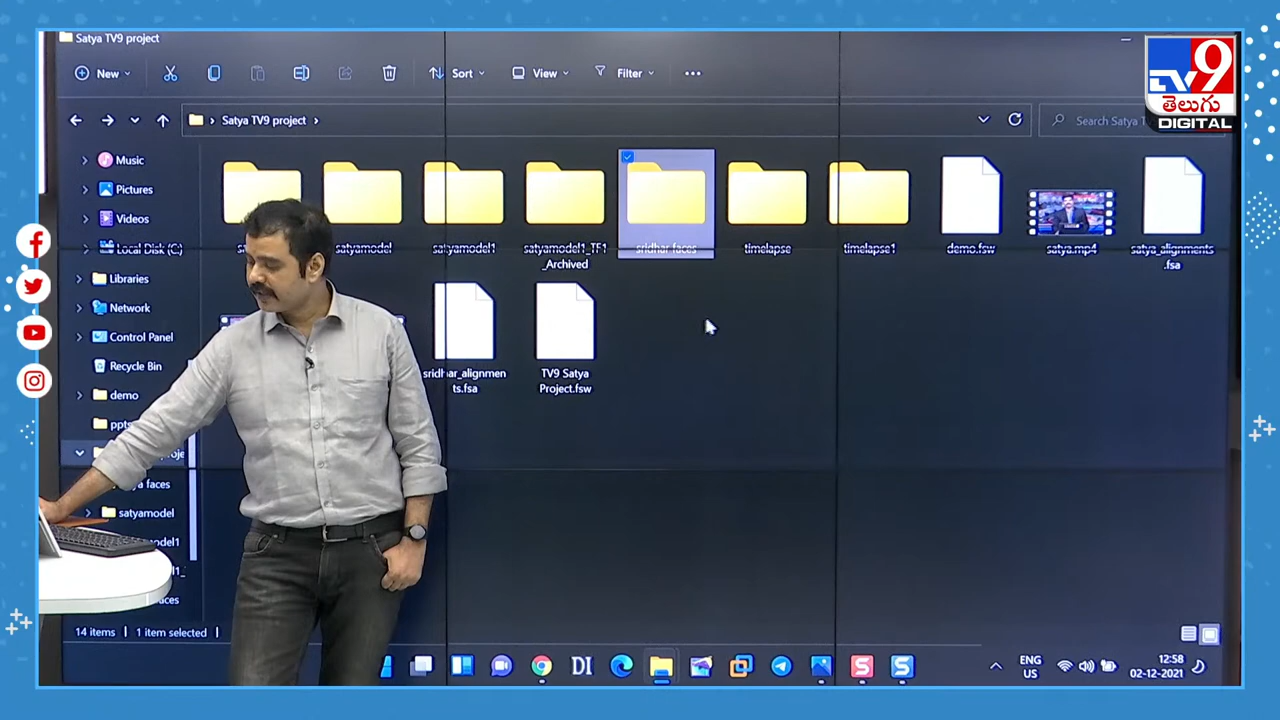 Satya TV9 project
New
Sort
View
Filter
Satya TV9 project
Search Satya
TV9
తెలుగు
DIGITAL
Music
Pictures
Videos
Local Disk (C:)
Libraries
Network
Control Panel
Recycle Bin
demo
ppts
faces
satyamodel
satyamodel
satyamodel1
satyamodel1_TF1
_Archived
sridhar faces
timelapse
timelapse1
demo.fsw
satya.mp4
satya_alignments
.fsa
sridhar_alignmen
ts.fsa
TV9 Satya
Project.fsw
14 items
1 item selected
DI
ENG
US
12:58
02-12-2021